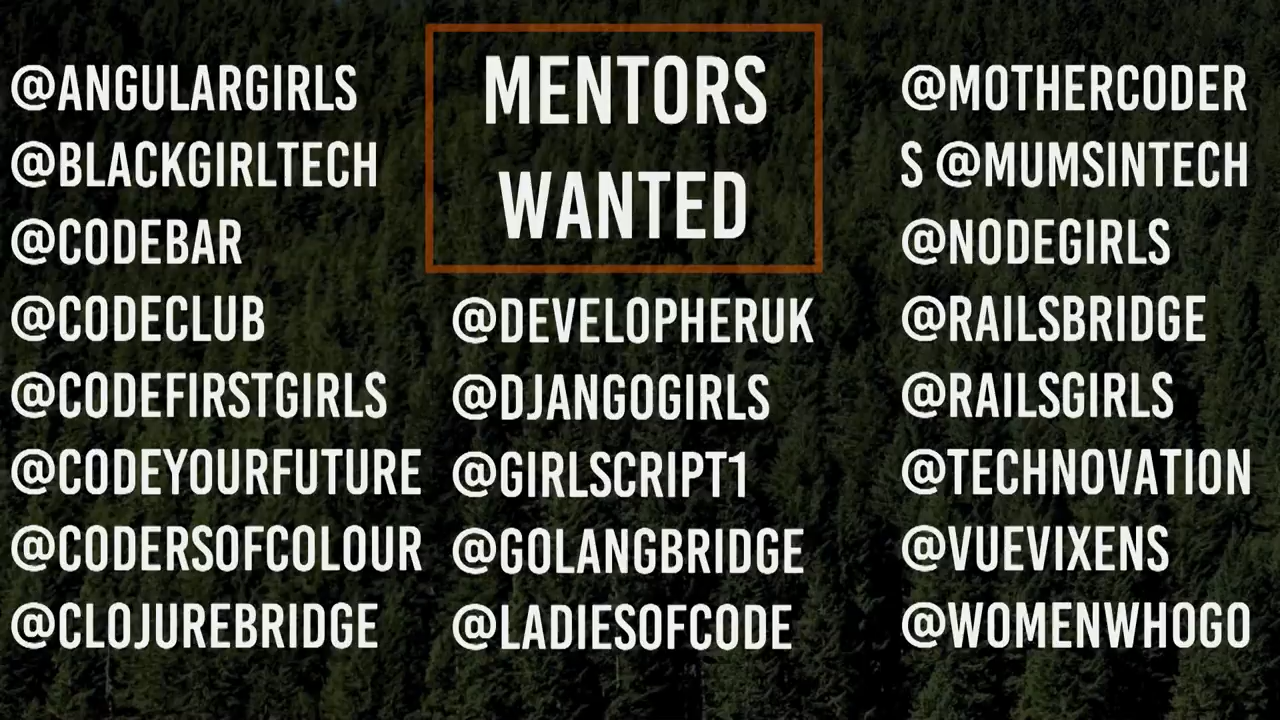 @ANGULARGIRLS
@BLACKGIRLTECH
@CODEBAR
@CODECLUB
@CODEFIRSTGIRLS
@CODEYOURFUTURE
@CODERSOFCOLOUR
@CLOJUREBRIDGE
MENTORS
WANTED
@DEVELOPHERUK
@DJANGOGIRLS
@GIRLSCRIPT1
@GOLANGBRIDGE
@LADIESOFCODE
@MOTHERCODER
S @MUMSINTECH
@NODEGIRLS
@RAILSBRIDGE
@RAILSGIRLS
@TECHNOVATION
@VUEVIXENS
@WOMENWHOGO